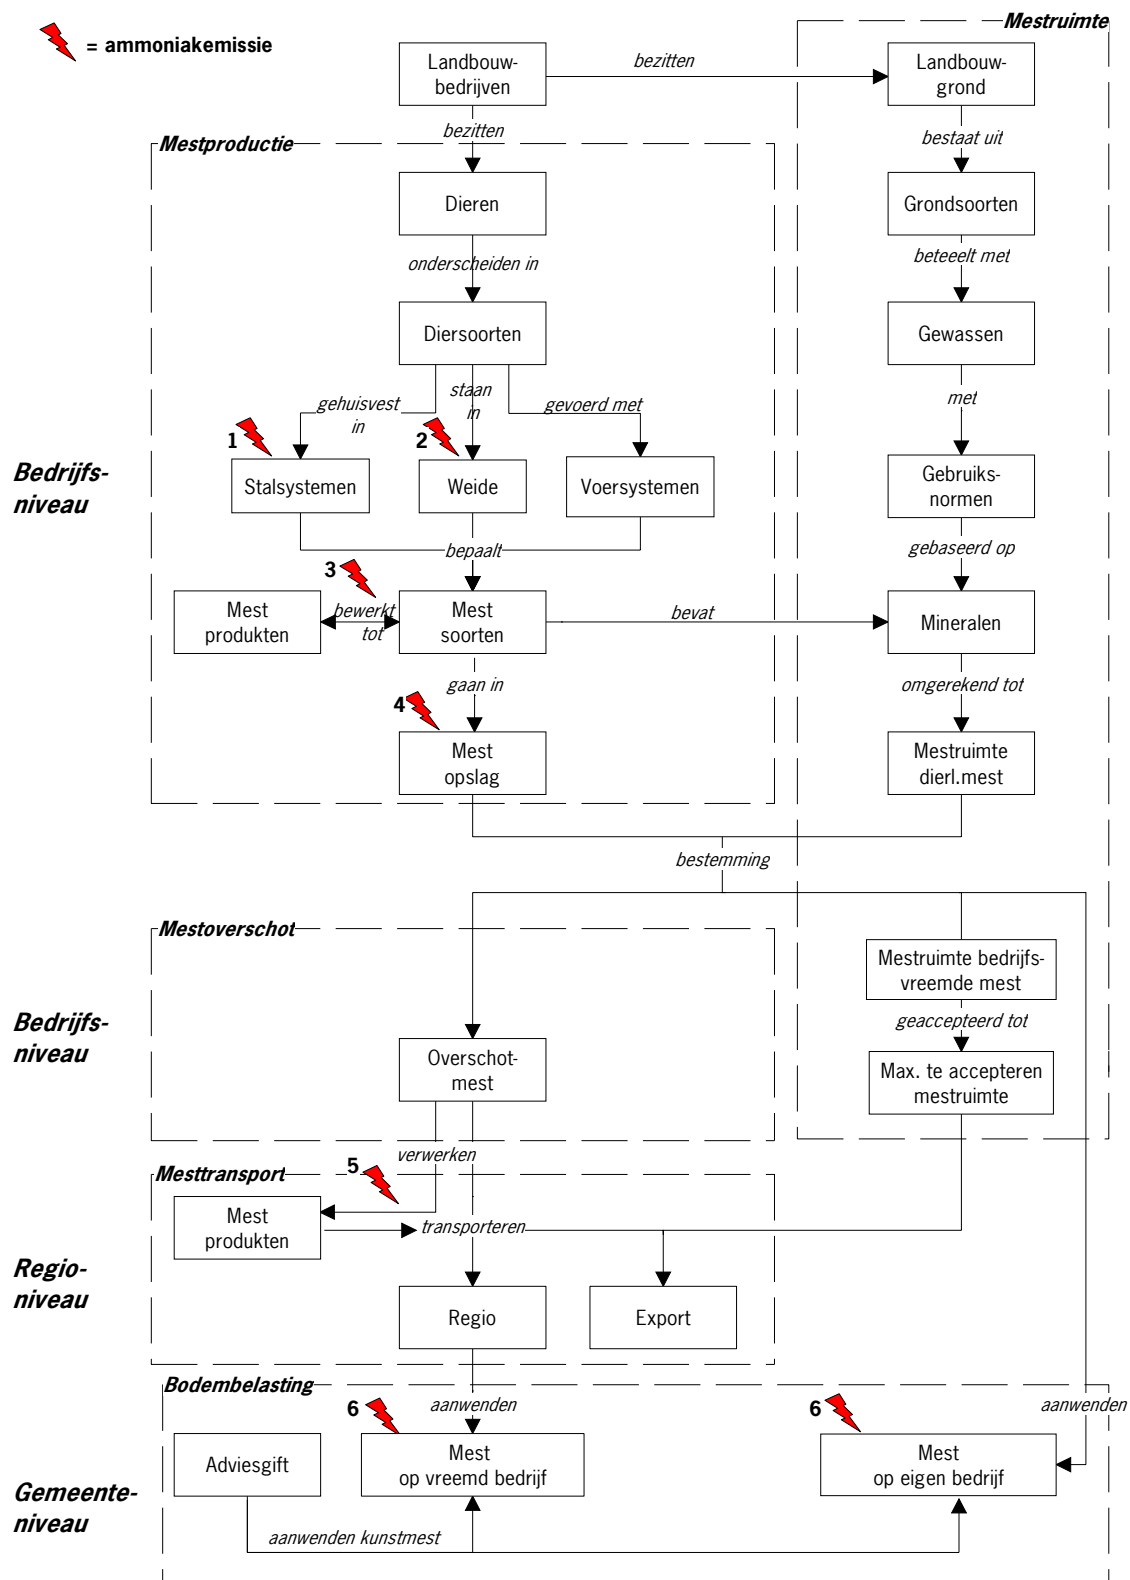 = ammoniakemissie
Mestruimte
Landbouw-
bedrijven
bezitten
Landbouw-
grond
bezitten
bestaat uit
Mestproductie
Dieren
Grondsoorten
onderscheiden in
beteeelt met
Diersoorten
Gewassen
gehuisvest
in
staan
in
gevoerd met
met
1
2
Bedrijfs-
niveau
Stalsystemen
Weide
Voersystemen
Gebruiks-
normen
bepaalt
gebaseerd op
3
Mest
produkten
bewerkt
tot
Mest
soorten
bevat
Mineralen
gaan in
omgerekend tot
4
Mest
opslag
Mestruimte
dierl.mest
bestemming
Mestoverschot
Mestruimte bedrijfs-
vreemde mest
Bedrijfs-
niveau
geaccepteerd tot
Overschot-
mest
Max. te accepteren
mestruimte
verwerken
5
Mesttransport
Mest
produkten
transporteren
Regio-
niveau
Regio
Export
Bodembelasting
6
aanwenden
6
aanwenden
Adviesgift
Mest
op vreemd bedrijf
Mest
op eigen bedrijf
Gemeente-
niveau
aanwenden kunstmest